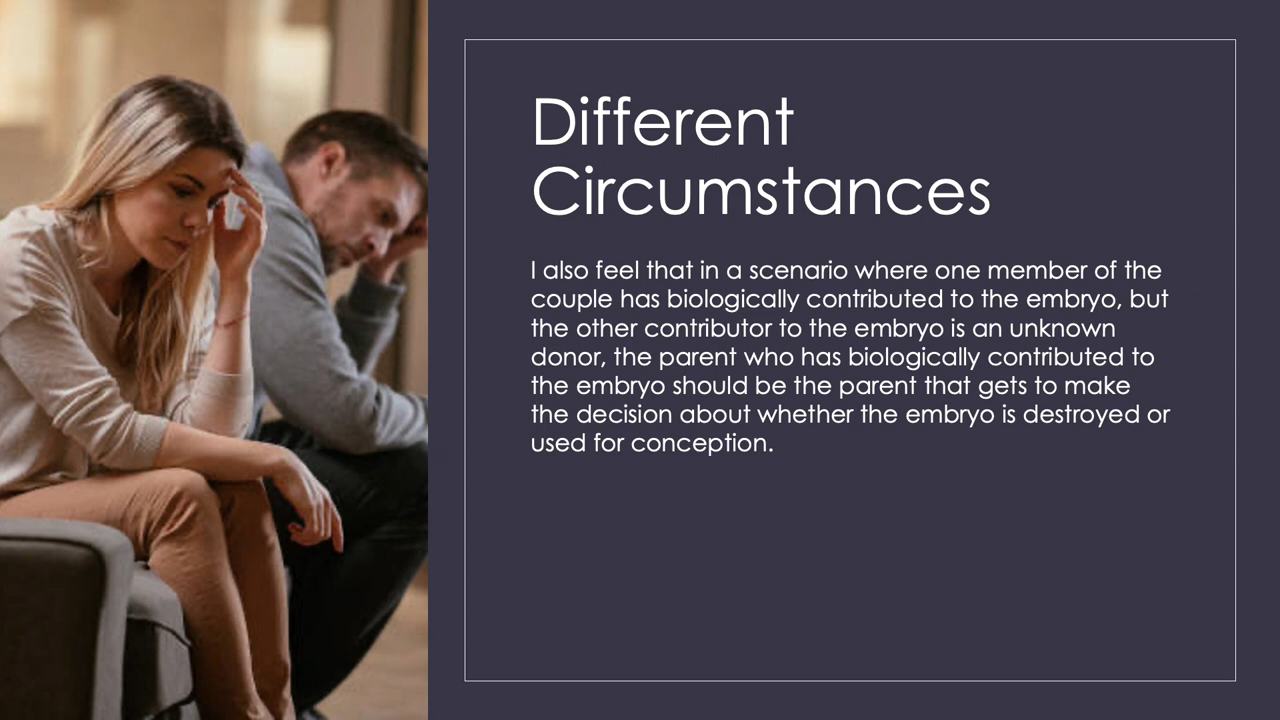 Different
Circumstances
I also feel that in a scenario where one member of the
couple has biologically contributed to the embryo, but
the other contributor to the embryo is an unknown
donor, the parent who has biologically contributed to
the embryo should be the parent that gets to make
the decision about whether the embryo is destroyed or
used for conception.